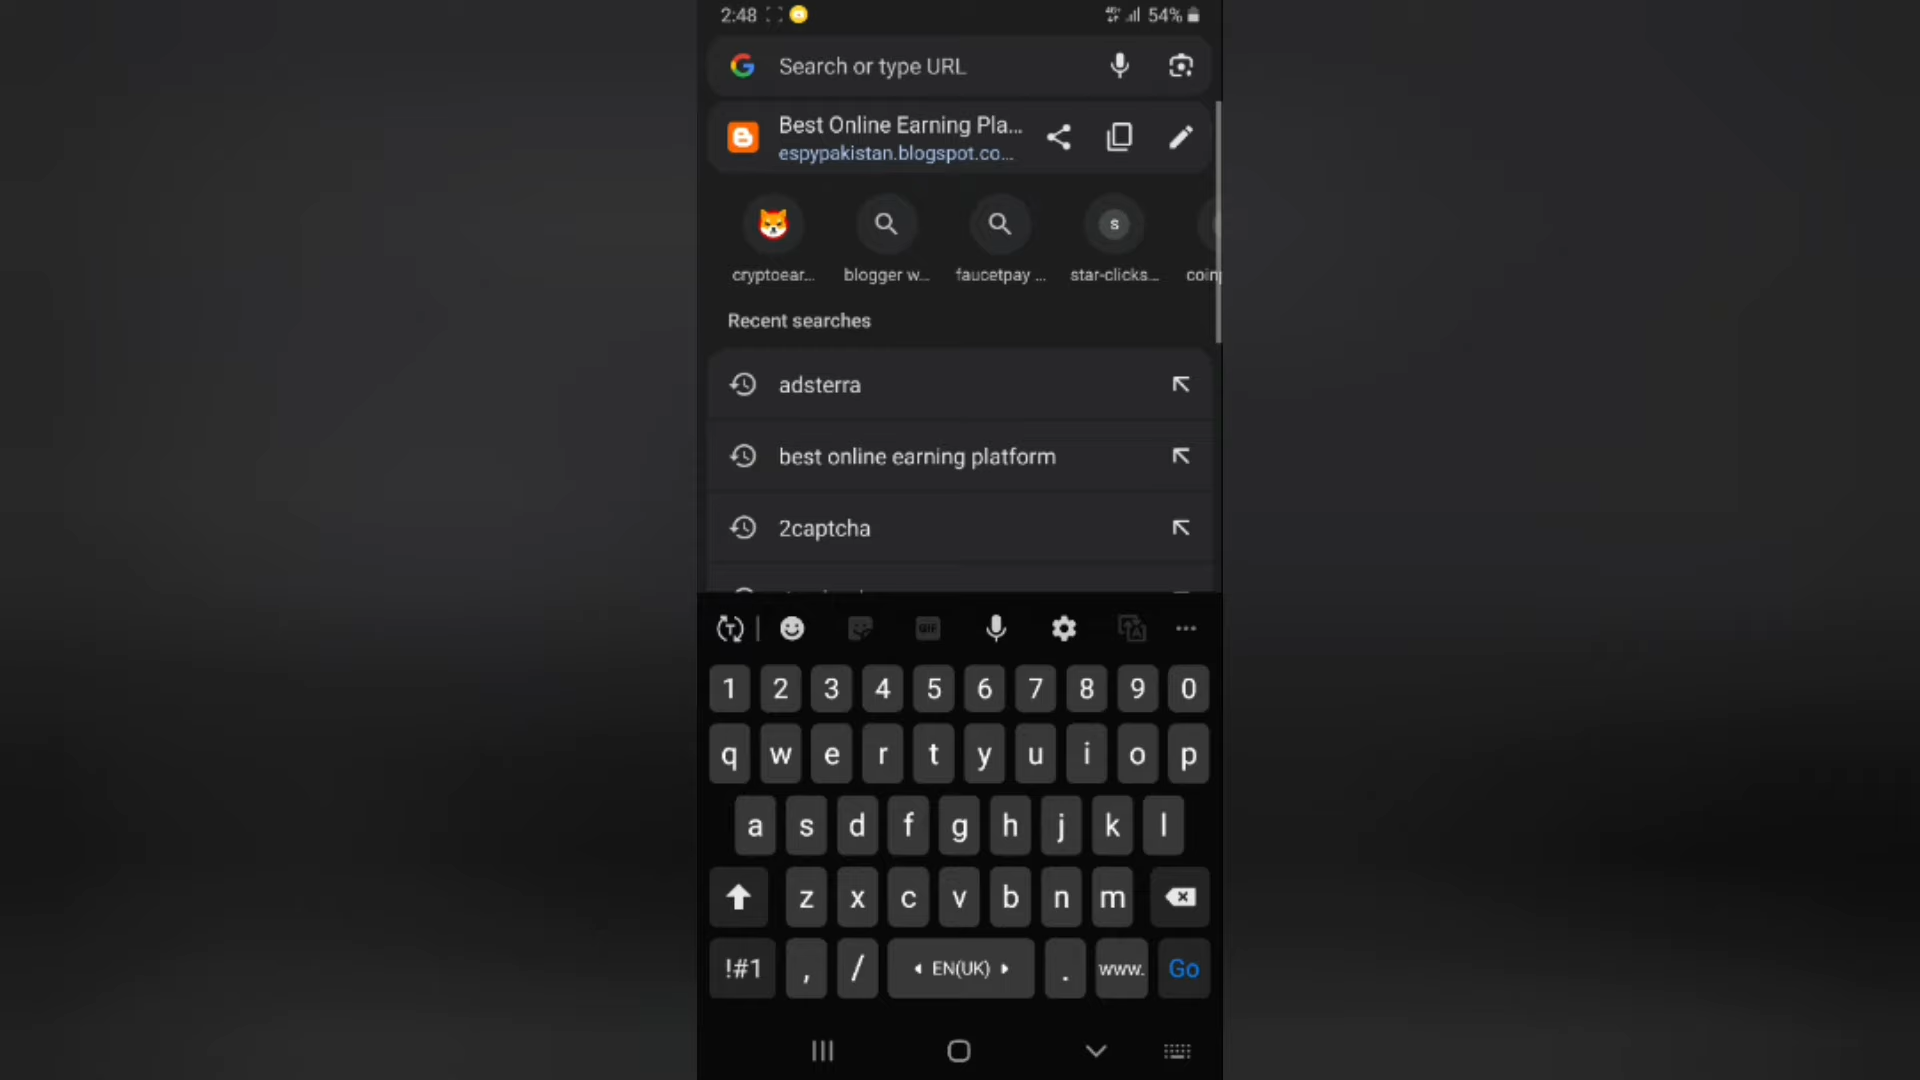 2:48 54%
Search or type URL
Best Online Earning Pla...
espypakistan.blogspot.co...
cryptoear... blogger w... faucetpay ... star-clicks...
Recent searches
adsterra
best online earning platform
2captcha
GIF
1 2 3 4 5 6 7 8 9 0
q w e r t y u i o p
a s d f g h j k l
z x c v b n m
!#1 , / EN(UK) . www. Go